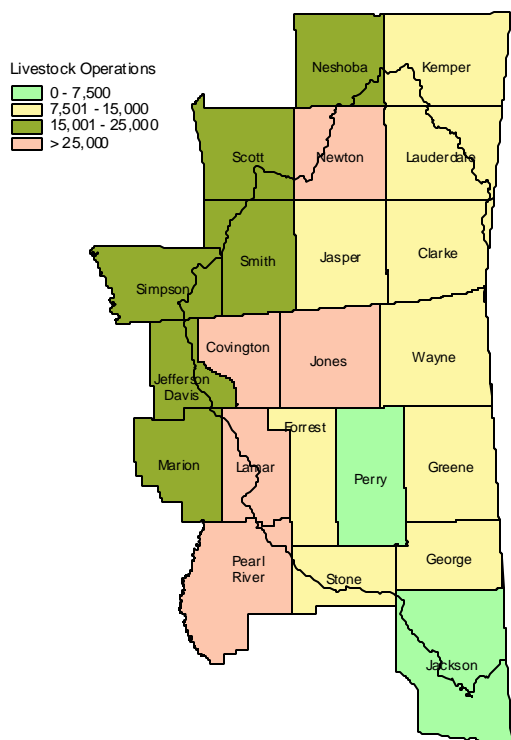 Livestock Operations
0 - 7,500
7,501 - 15,000
15,001 - 25,000
> 25,000
Neshoba
Kemper
Scott
Newton
Lauderdale
Smith
Jasper
Clarke
Simpson
Covington
Jones
Wayne
Jefferson
Davis
Forrest
Marion
Lamar
Perry
Greene
Pearl
River
Stone
George
Jackson